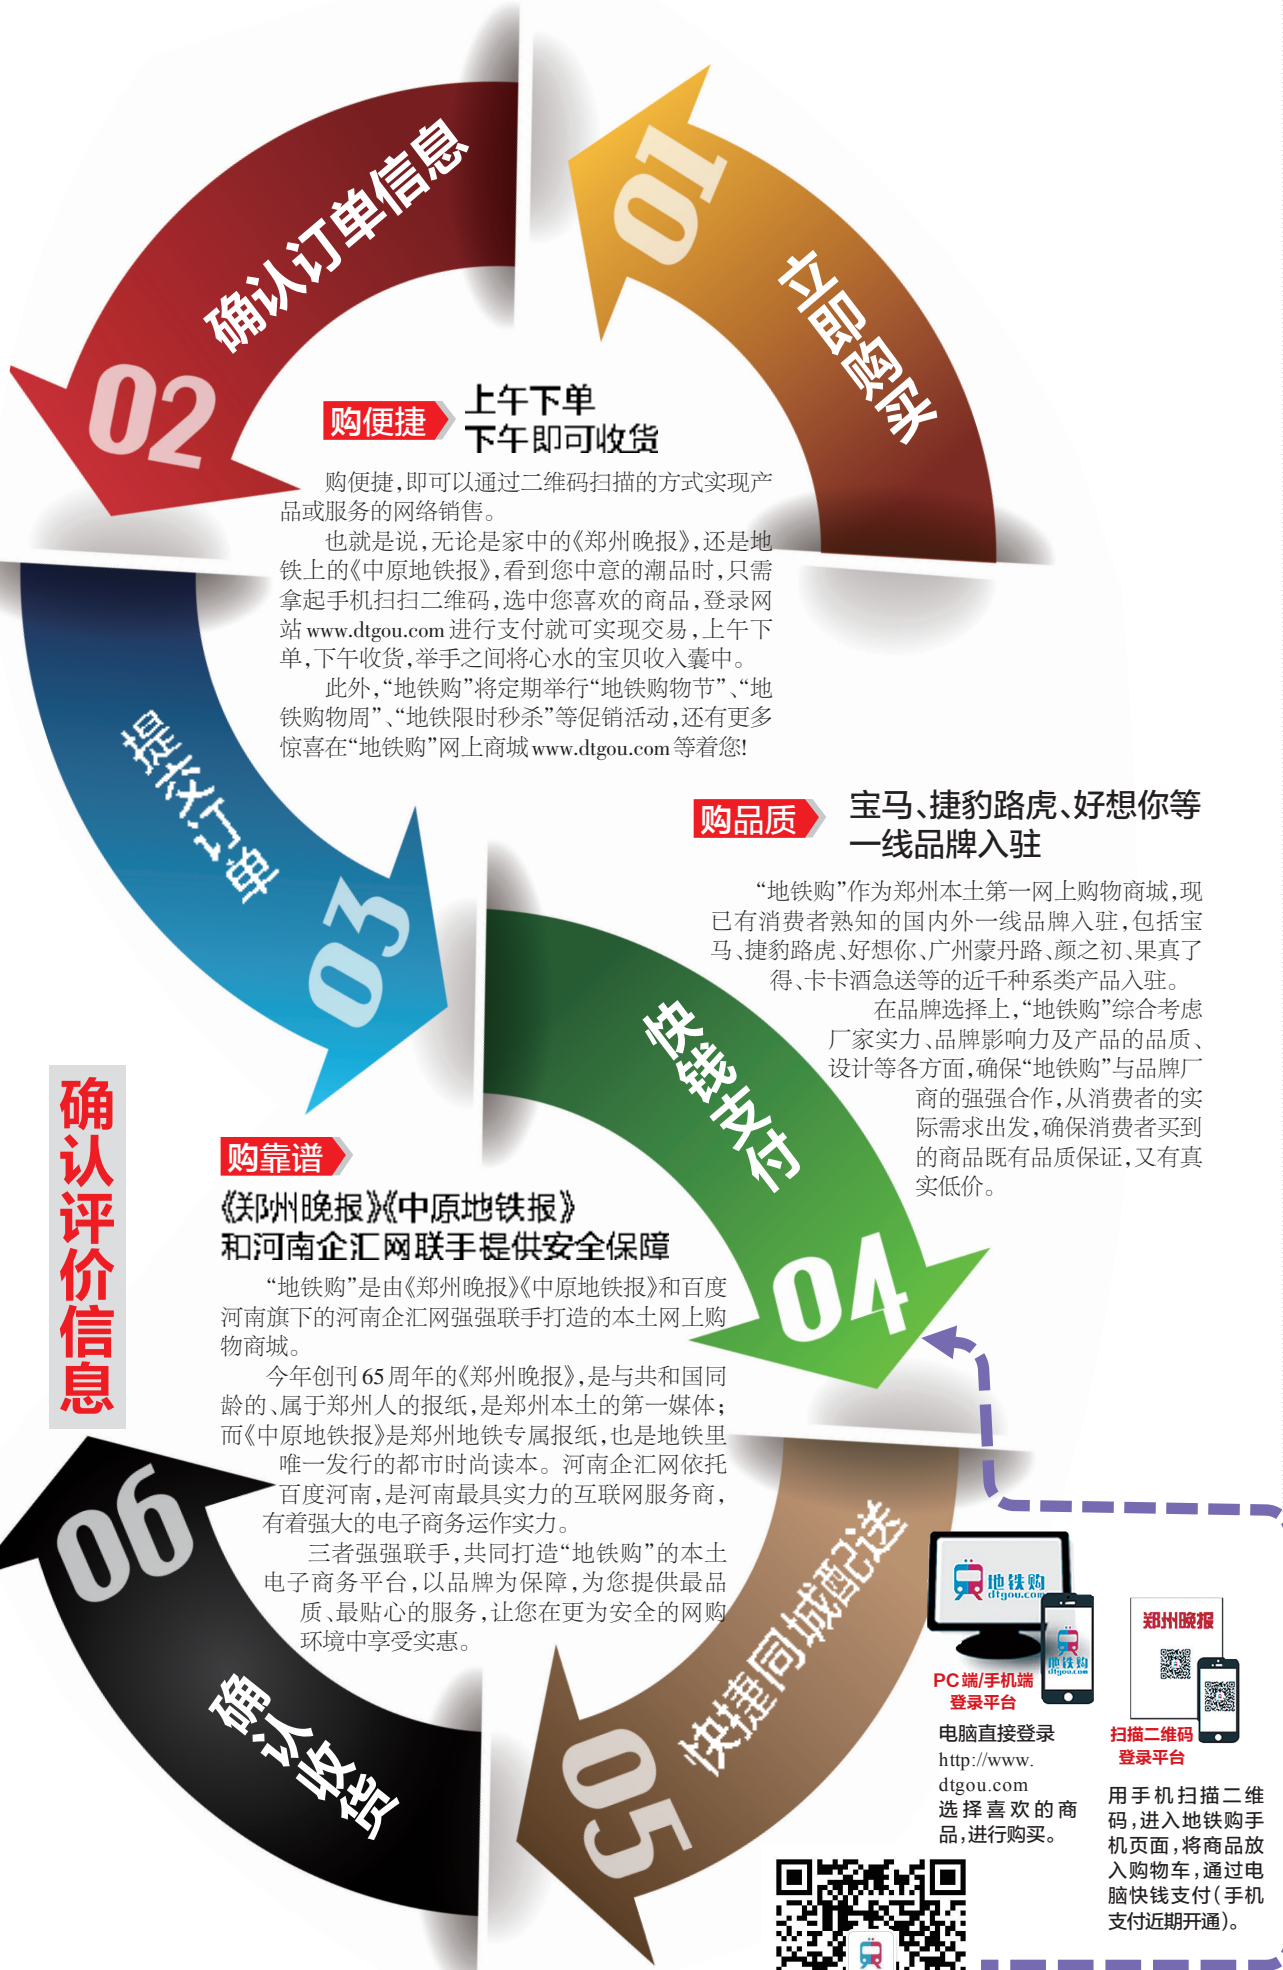 01
立即购买
确认订单信息
02
购便捷
上午下单
下午即可收货
购便捷,即可以通过二维码扫描的方式实现产
品或服务的网络销售。
也就是说,无论是家中的《郑州晚报》,还是地
铁上的《中原地铁报》,看到您中意的潮品时,只需
拿起手机扫扫二维码,选中您喜欢的商品,登录网
站www.dtgou.com进行支付就可实现交易,上午下
单,下午收货,举手之间将心水的宝贝收入囊中。
此外,“地铁购”将定期举行“地铁购物节”、“地
铁购物周”、“地铁限时秒杀”等促销活动,还有更多
惊喜在“地铁购”网上商城www.dtgou.com等着您!
提交订单
03
购品质
宝马、捷豹路虎、好想你等
一线品牌入驻
“地铁购”作为郑州本土第一网上购物商城,现
已有消费者熟知的国内外一线品牌入驻,包括宝
马、捷豹路虎、好想你、广州蒙丹路、颜之初、果真了
得、卡卡酒急送等的近千种系类产品入驻。
在品牌选择上,“地铁购”综合考虑
厂家实力、品牌影响力及产品的品质、
设计等各方面,确保“地铁购”与品牌厂
商的强强合作,从消费者的实
际需求出发,确保消费者买到
的商品既有品质保证,又有真
实低价。
快钱支付
04
购靠谱
《郑州晚报》《中原地铁报》
和河南企汇网联手提供安全保障
“地铁购”是由《郑州晚报》《中原地铁报》和百度
河南旗下的河南企汇网强强联手打造的本土网上购
物商城。
今年创刊65周年的《郑州晚报》,是与共和国同
龄的、属于郑州人的报纸,是郑州本土的第一媒体;
而《中原地铁报》是郑州地铁专属报纸,也是地铁里
唯一发行的都市时尚读本。河南企汇网依托
百度河南,是河南最具实力的互联网服务商,
有着强大的电子商务运作实力。
三者强强联手,共同打造“地铁购”的本土
电子商务平台,以品牌为保障,为您提供最品
质、最贴心的服务,让您在更为安全的网购
环境中享受实惠。
快捷同城配送
05
确认收货
06
确认评价信息
地铁购
dtgou.com
地铁购
dtgou.com
PC端/手机端
登录平台
电脑直接登录
http://www.
dtgou.com
选择喜欢的商
品,进行购买。
郑州晚报
扫描二维码
登录平台
用手机扫描二维
码,进入地铁购手
机页面,将商品放
入购物车,通过电
脑快钱支付(手机
支付近期开通)。